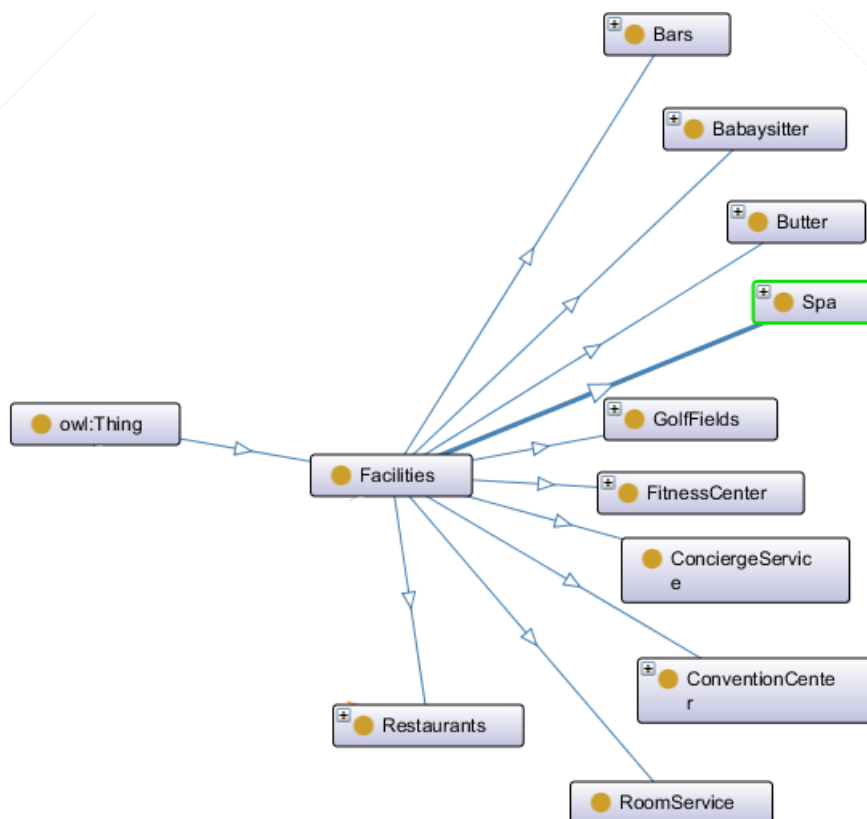 Bars
Babaysitter
Butter
Spa
owl:Thing
GolfFields
Facilities
FitnessCenter
ConciergeServic
e
ConventionCente
r
Restaurants
RoomService